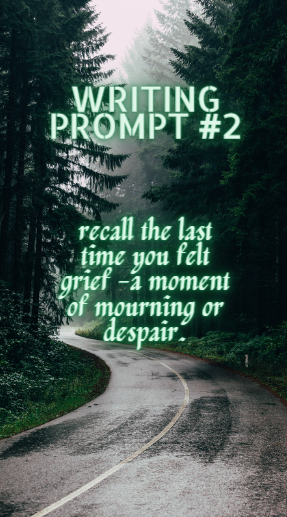 WRITING
PROMPT #2
recall the last
time you felt
grief –a moment
of mourning or
despair.